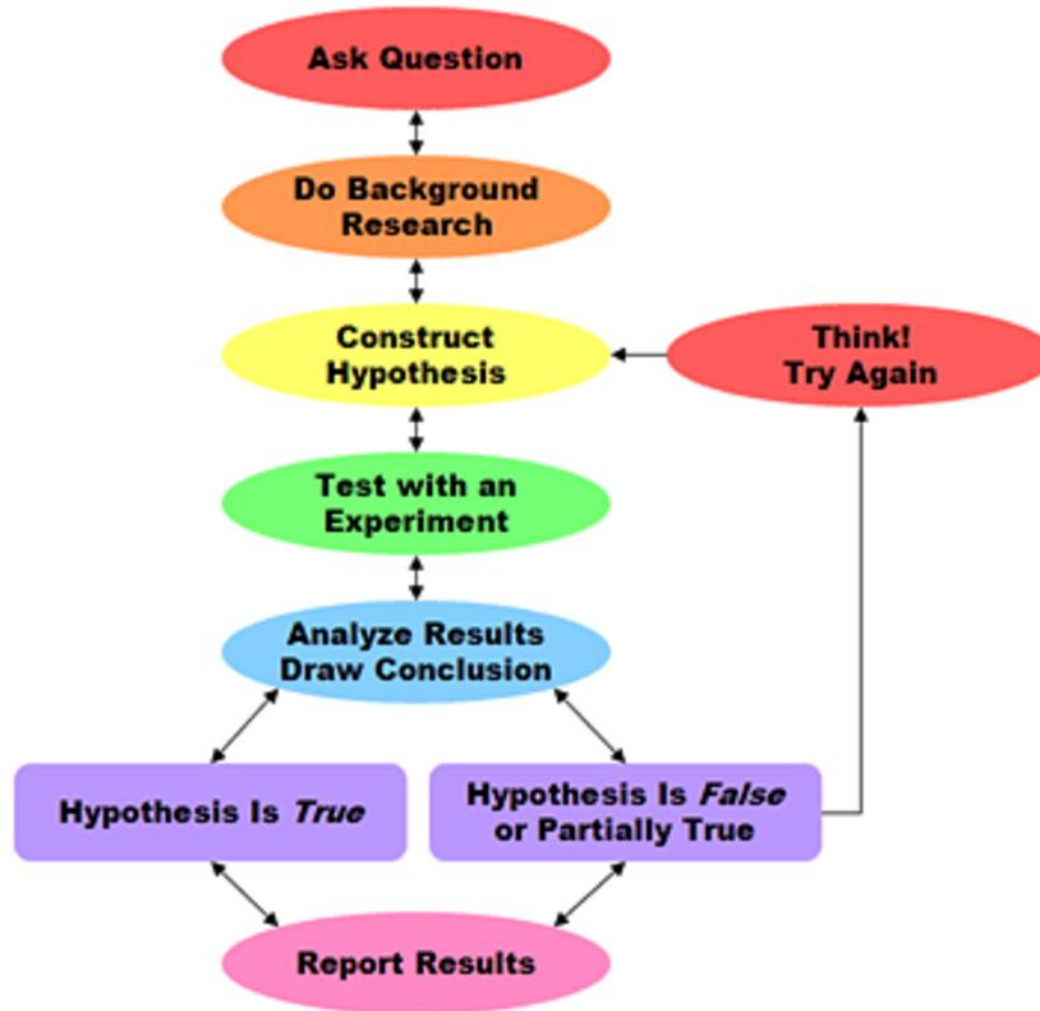 Ask Question
Do Background
Research
Construct
Hypothesis
Think!
Try Again
Test with an
Experiment
Analyze Results
Draw Conclusion
Hypothesis Is True
Hypothesis Is False
or Partially True
Report Results